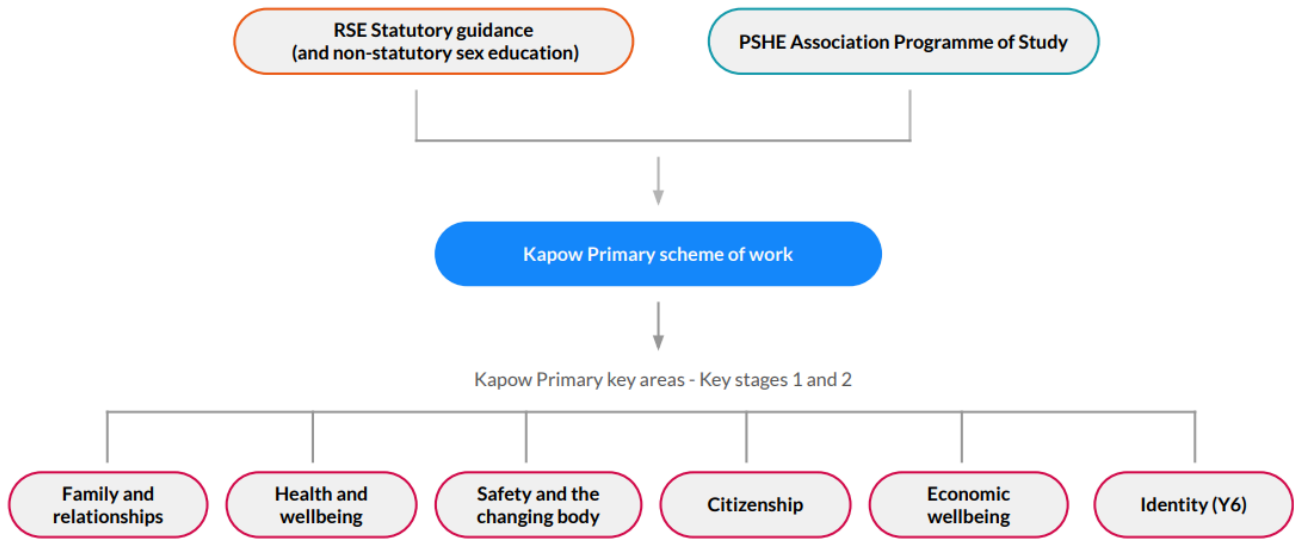 RSE Statutory guidance
(and non-statutory sex education)
PSHE Association Programme of Study
Kapow Primary scheme of work
Kapow Primary key areas - Key stages 1 and 2
Family and
relationships
Health and
wellbeing
Safety and the
changing body
Citizenship
Economic
wellbeing
Identity (Y6)